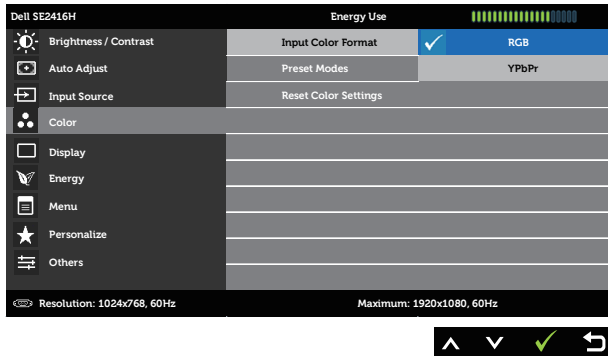 Dell SE2416H Energy Use
Brightness / Contrast Input Color Format RGB
Auto Adjust Preset Modes YPbPr
Input Source Reset Color Settings
Color
Display
Energy
Menu
Personalize
Others
Resolution: 1024x768, 60Hz Maximum: 1920x1080, 60Hz